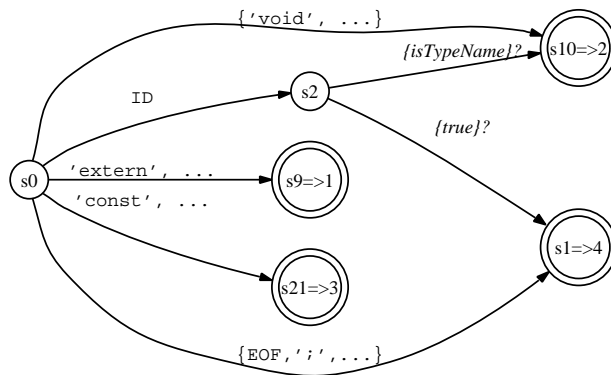 {'void', ...}
s10=>2
{isTypeName}?
ID
s2
{true}?
s0
'extern', ...
s9=>1
'const', ...
s1=>4
s21=>3
{EOF,';',...}